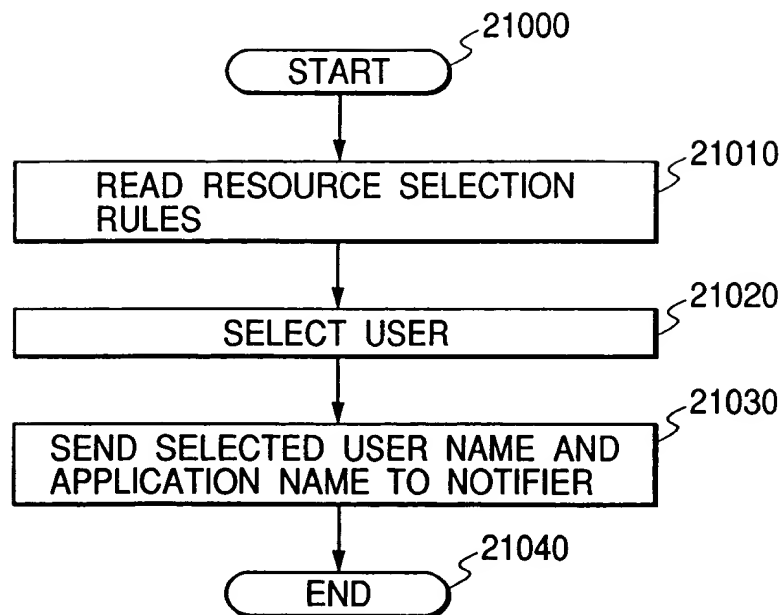 21000
START
21010
READ RESOURCE SELECTION
RULES
21020
SELECT USER
21030
SEND SELECTED USER NAME AND
APPLICATION NAME TO NOTIFIER
21040
END